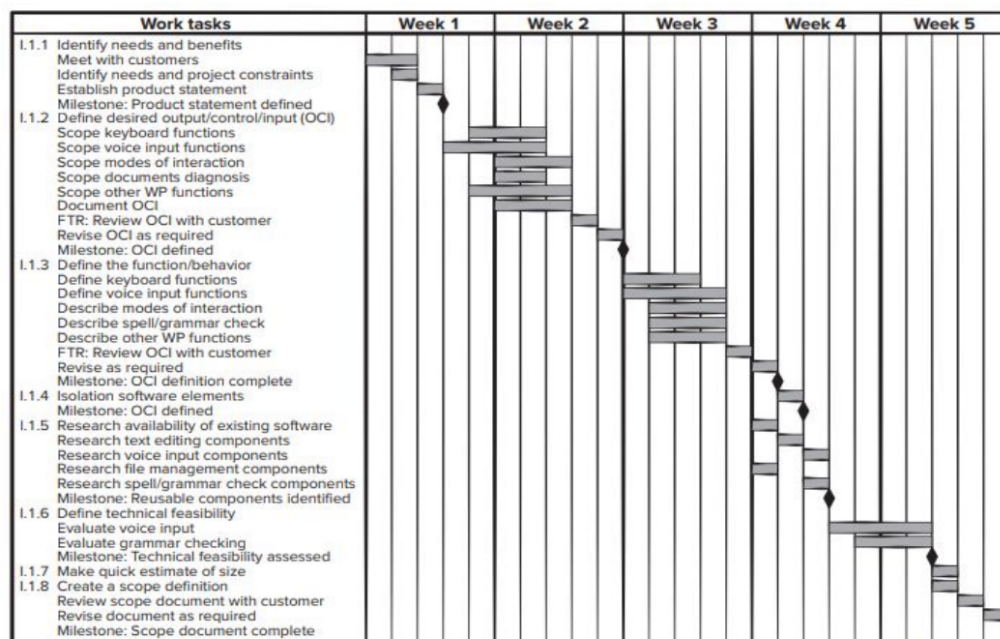 Work tasks Week 1 Week 2 Week 3 Week 4 Week 5
I.1.1 Identify needs and benefits
Meet with customers
Identify needs and project constraints
Establish product statement
Milestone: Product statement defined
I.1.2 Define desired output/control/input (OCI)
Scope keyboard functions
Scope voice input functions
Scope modes of interaction
Scope documents diagnosis
Scope other WP functions
Document OCI
FTR: Review OCI with customer
Revise OCI as required
Milestone: OCI defined
I.1.3 Define the function/behavior
Define keyboard functions
Define voice input functions
Describe modes of interaction
Describe spell/grammar check
Describe other WP functions
FTR: Review OCI with customer
Revise as required
Milestone: OCI definition complete
I.1.4 Isolation software elements
Milestone: OCI defined
I.1.5 Research availability of existing software
Research text editing components
Research voice input components
Research file management components
Research spell/grammar check components
Milestone: Reusable components identified
I.1.6 Define technical feasibility
Evaluate voice input
Evaluate grammar checking
Milestone: Technical feasibility assessed
I.1.7 Make quick estimate of size
I.1.8 Create a scope definition
Review scope document with customer
Revise document as required
Milestone: Scope document complete